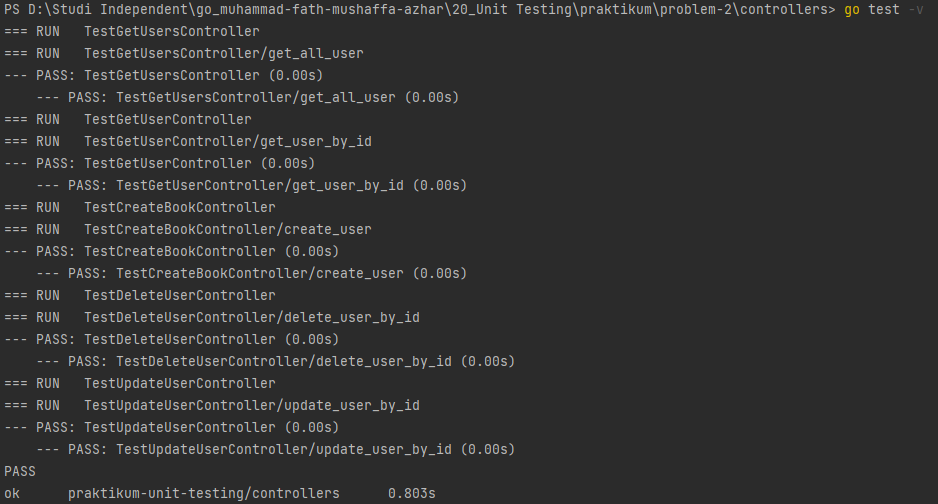 PS D:\Studi Independent\go_muhammad-fath-mushaffa-azhar\20_Unit Testing\praktikum\problem-2\controllers> go test -v
=== RUN   TestGetUsersController
=== RUN   TestGetUsersController/get_all_user
--- PASS: TestGetUsersController (0.00s)
    --- PASS: TestGetUsersController/get_all_user (0.00s)
=== RUN   TestGetUserController
=== RUN   TestGetUserController/get_user_by_id
--- PASS: TestGetUserController (0.00s)
    --- PASS: TestGetUserController/get_user_by_id (0.00s)
=== RUN   TestCreateBookController
=== RUN   TestCreateBookController/create_user
--- PASS: TestCreateBookController (0.00s)
    --- PASS: TestCreateBookController/create_user (0.00s)
=== RUN   TestDeleteUserController
=== RUN   TestDeleteUserController/delete_user_by_id
--- PASS: TestDeleteUserController (0.00s)
    --- PASS: TestDeleteUserController/delete_user_by_id (0.00s)
=== RUN   TestUpdateUserController
=== RUN   TestUpdateUserController/update_user_by_id
--- PASS: TestUpdateUserController (0.00s)
    --- PASS: TestUpdateUserController/update_user_by_id (0.00s)
PASS
ok      praktikum-unit-testing/controllers      0.803s